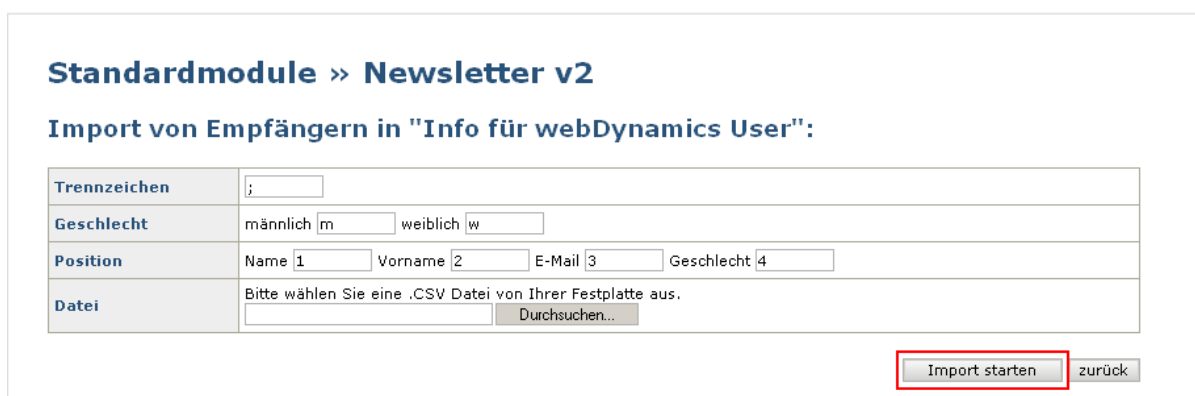 Standardmodule » Newsletter v2
Import von Empfängern in "Info für webDynamics User":
Trennzeichen ;
Geschlecht männlich m weiblich w
Position Name 1 Vorname 2 E-Mail 3 Geschlecht 4
Datei Bitte wählen Sie eine .CSV Datei von Ihrer Festplatte aus.
Durchsuchen...
Import starten zurück